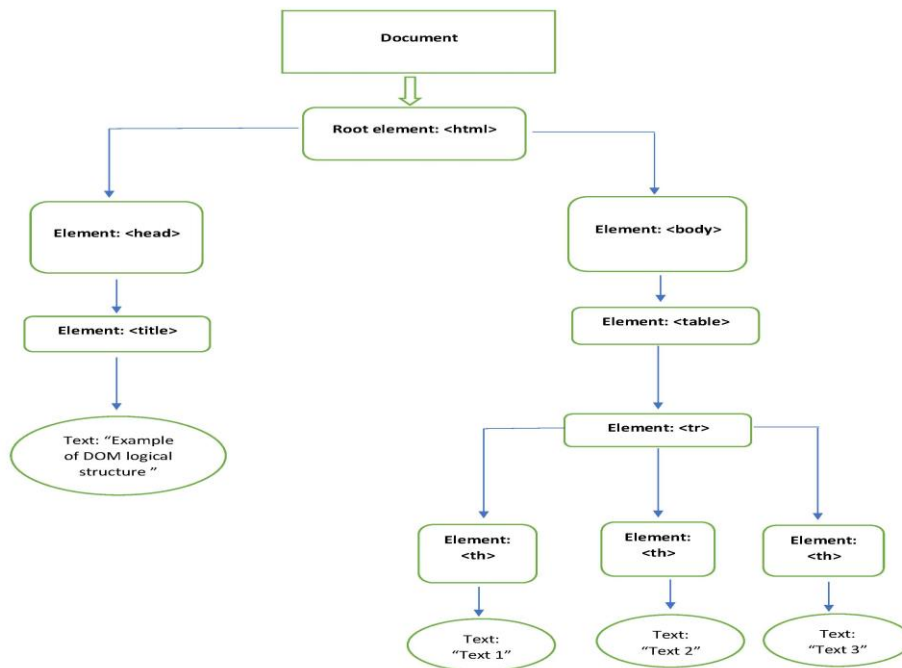 Document
Root element: <html>
Element: <head>
Element: <body>
Element: <title>
Element: <table>
Text: “Example
of DOM logical
structure ”
Element: <tr>
Element:
<th>
Element:
<th>
Element:
<th>
Text:
“Text 1”
Text:
“Text 2”
Text:
“Text 3”